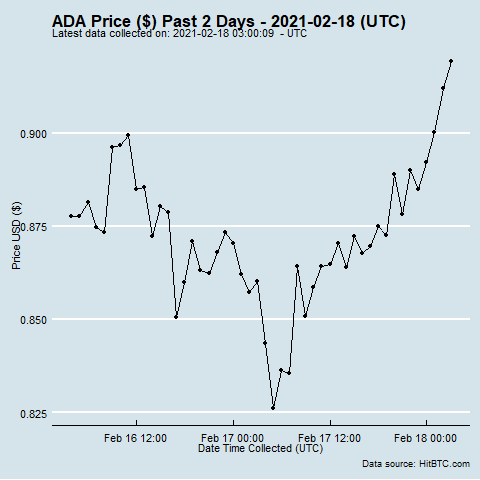 ADA Price ($) Past 2 Days - 2021-02-18 (UTC)
Latest data collected on: 2021-02-18 03:00:09 - UTC
0.900
0.875
0.850
0.825
Price USD ($)
Feb 16 12:00
Feb 17 00:00
Feb 17 12:00
Feb 18 00:00
Date Time Collected (UTC)
Data source: HitBTC.com